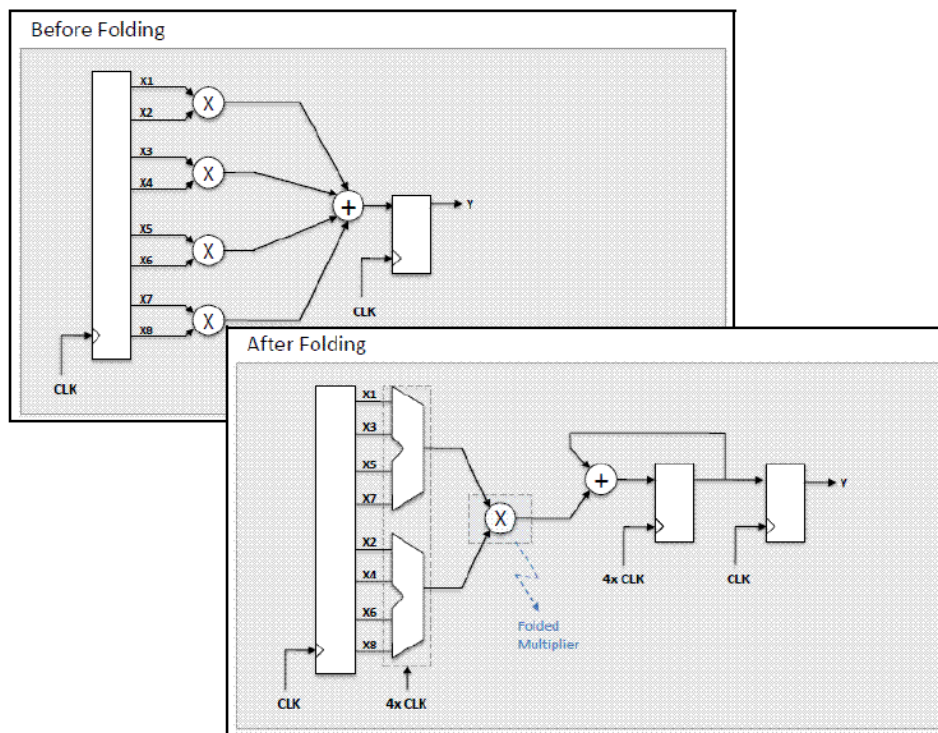 Before Folding
X1
X
X2
X3
X
X4
+
Y
X5
X
X6
CLK
X7
X
X8
CLK
After Folding
X1
X3
X5
X7
X
+
Y
X2
X4
4x CLK
CLK
X6
Folded
Multiplier
X8
CLK
4x CLK